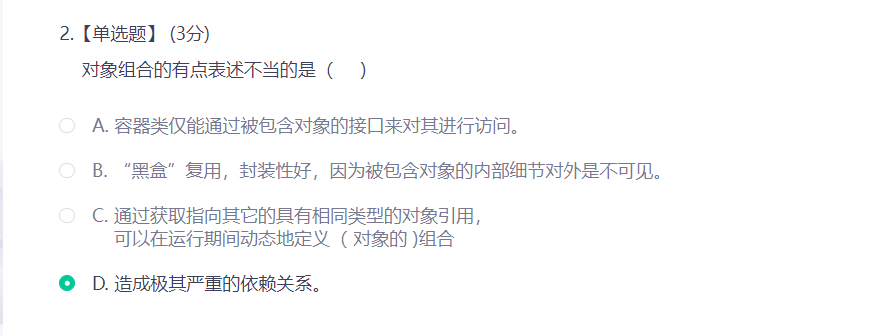 2.【单选题】 (3分)
对象组合的有点表述不当的是（ ）
A. 容器类仅能通过被包含对象的接口来对其进行访问。
B. “黑盒”复用，封装性好，因为被包含对象的内部细节对外是不可见。
C. 通过获取指向其它的具有相同类型的对象引用，
可以在运行期间动态地定义（ 对象的 )组合
D. 造成极其严重的依赖关系。